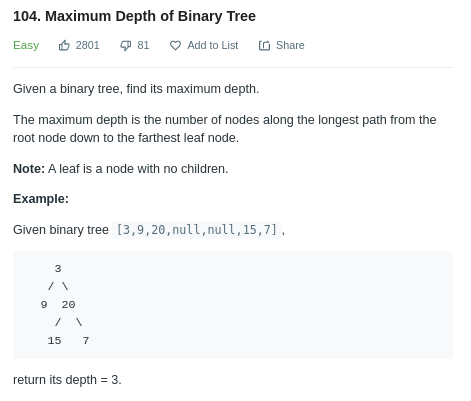 104. Maximum Depth of Binary Tree
Easy 2801 81 Add to List Share
Given a binary tree, find its maximum depth.
The maximum depth is the number of nodes along the longest path from the
root node down to the farthest leaf node.
Note: A leaf is a node with no children.
Example:
Given binary tree [3,9,20,null,null,15,7],
3
/ \
9  20
/  \
15   7
return its depth = 3.